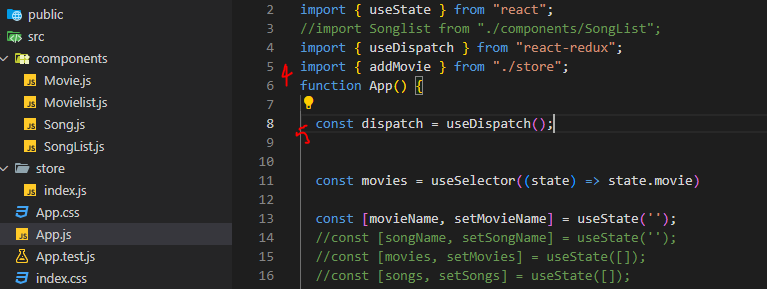 public
src
components
Movie.js
Movielist.js
Song.js
SongList.js
store
index.js
App.css
App.js
App.test.js
index.css
2 import { useState } from "react";
3 //import Songlist from "./components/SongList";
4 import { useDispatch } from "react-redux";
5 import { addMovie } from "./store";
4
6 function App() {
7
8 const dispatch = useDispatch();
5
9
10
11 const movies = useSelector((state) => state.movie)
12
13 const [movieName, setMovieName] = useState('');
14 //const [songName, setSongName] = useState('');
15 //const [movies, setMovies] = useState([]);
16 //const [songs, setSongs] = useState([]);